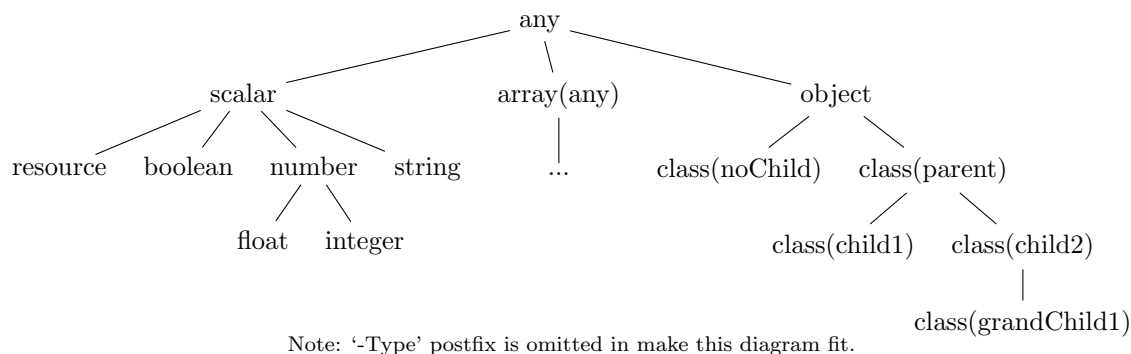 any
scalar array(any) object
resource boolean number string ... class(noChild) class(parent)
float integer class(child1) class(child2)
class(grandChild1)
Note: ‘-Type’ postfix is omitted in make this diagram fit.